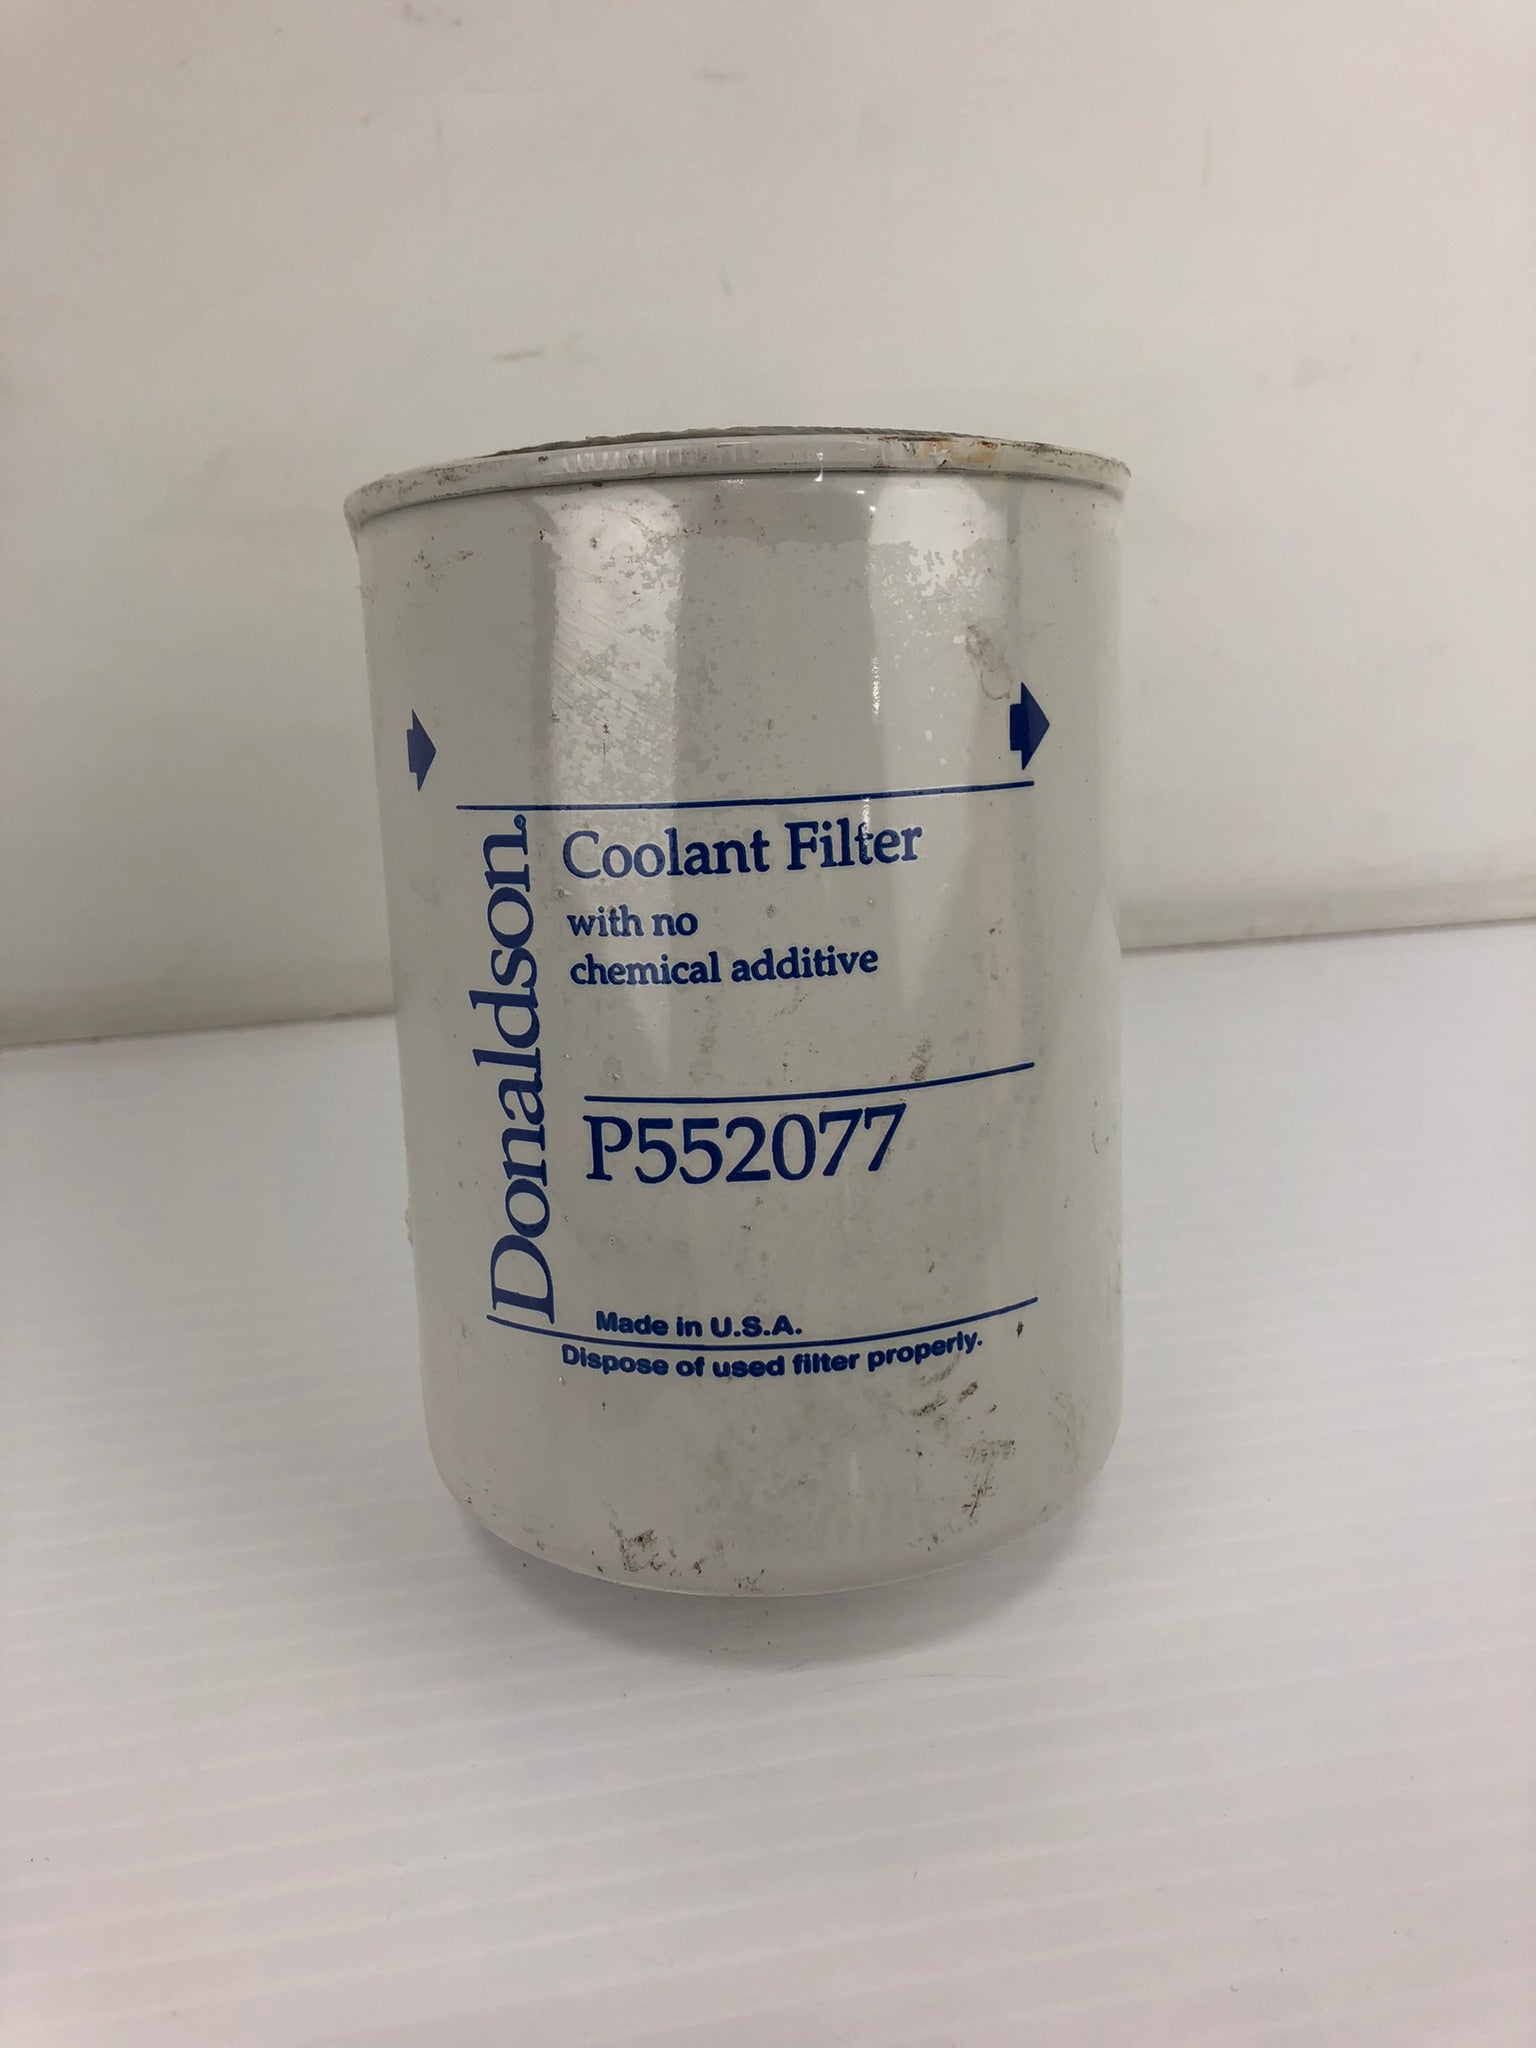 Donaldson.
Coolant Filter
with no
chemical additive
P552077
Made in U.S.A.
Dispose of used filter properly.